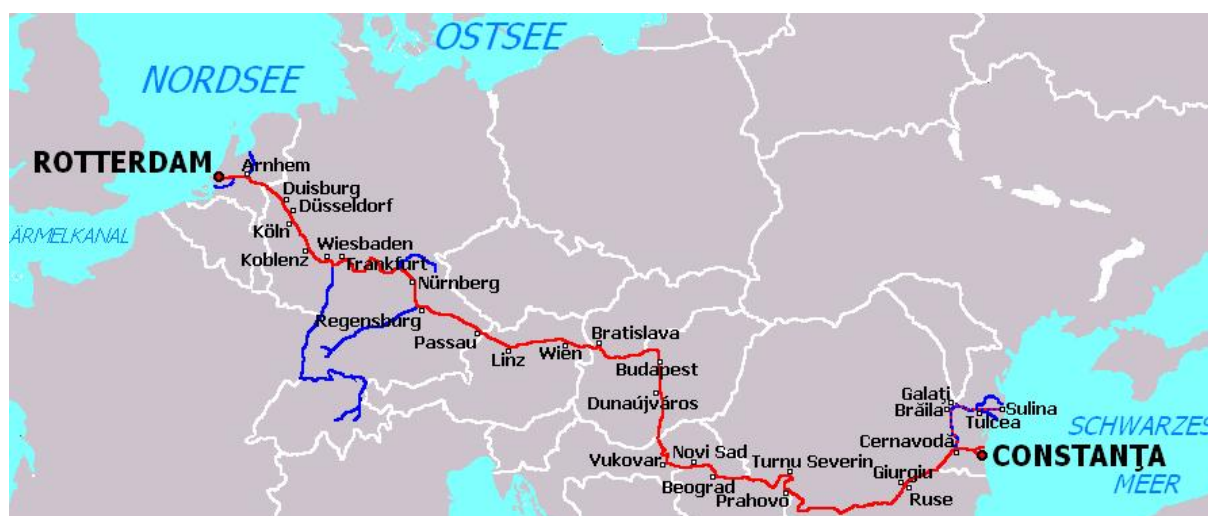 OSTSEE
NORDSEE
ROTTERDAM
Arnhem
Duisburg
Düsseldorf
Köln
ÄRMELKANAL
Wiesbaden
Koblenz
Frankfurt
Nürnberg
Regensburg
Passau
Linz
Wien
Bratislava
Budapest
Dunaújváros
Galaţi
Brăila
Sulina
Tulcea
SCHWARZES
Cernavodă
CONSTANŢA
Vukovar
Novi Sad
Turnu Severin
Giurgiu
MEER
Beograd
Prahovo
Ruse